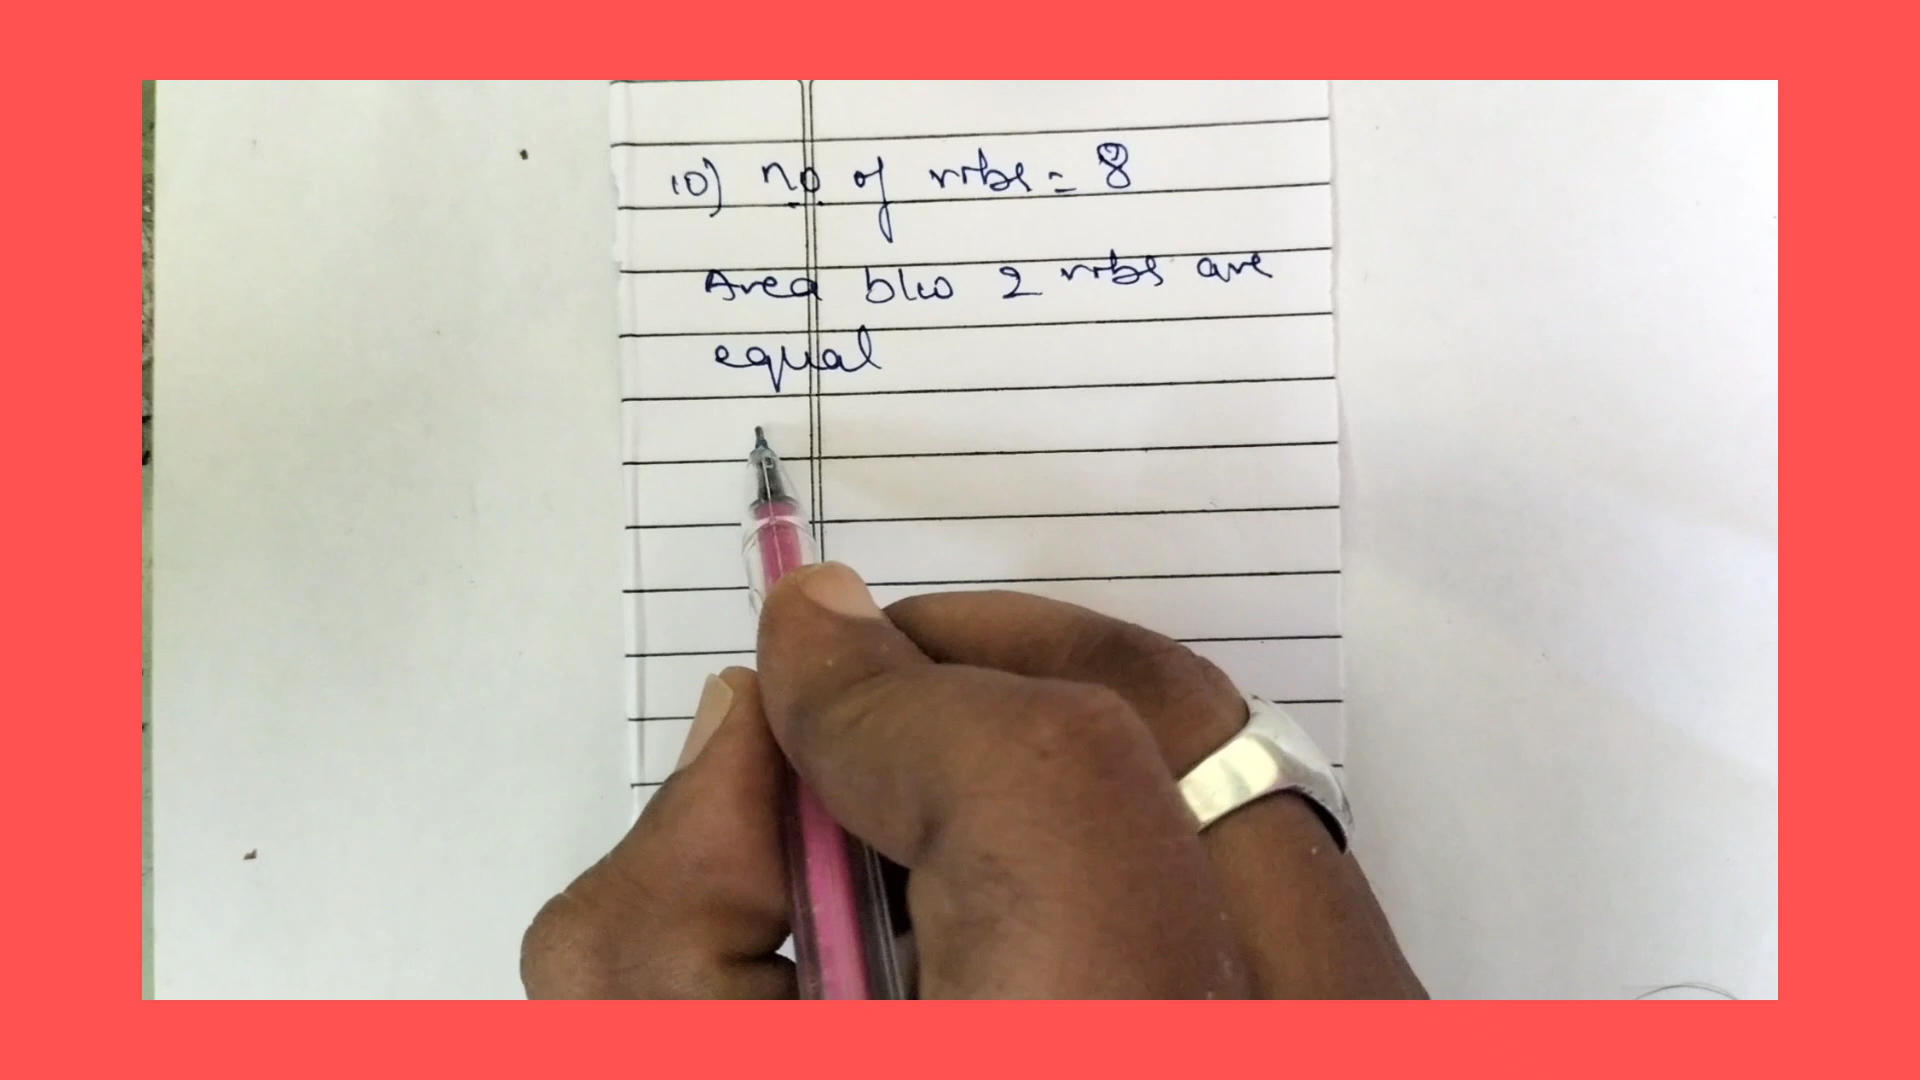 10) no of ribs = 8
Area b/w 2 ribs are
equal